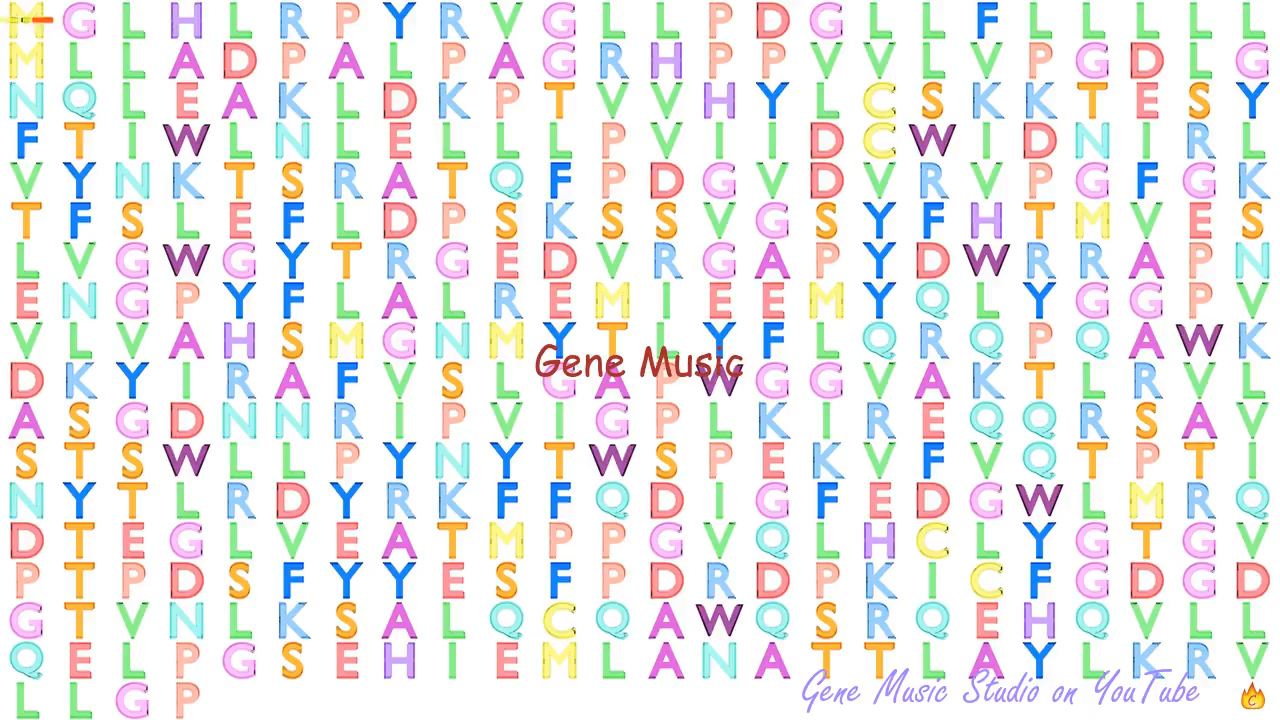 M G L H L R P Y R V G L L P D G L L F L L L L L
M L L A D P A L P A G R H P P V V L V P G D L G
N Q L E A K L D K P T V V H Y L C S K K T E S Y
F T I W L N L E L L L P V I I D C W I D N I R L
V Y N K T S R A T Q F P D G V D V R V P G F G K
T F S L E F L D P S K S S V G S Y F H T M V E S
L V G W G Y T R G E D V R G A P Y D W R R A P N
E N G P Y F L A L R E M I E E M Y Q L Y G G P V
V L V A H S M G N M Y T L Y F L Q R Q P Q A W K
D K Y I R A F V S L G A P W G G V A K T L R V L
Gene Music
A S G D N N R I P V I G P L K I R E Q Q R S A V
S T S W L L P Y N Y T W S P E K V F V Q T P T I
N Y T L R D Y R K F F Q D I G F E D G W L M R Q
D T E G L V E A T M P P G V Q L H C L Y G T G V
P T P D S F Y Y E S F P D R D P K I C F G D G D
G T V N L K S A L Q C Q A W Q S R Q E H Q V L L
Q E L P G S E H I E M L A N A T T L A Y L K R V
Gene Music Studio on YouTube
L L G P
C